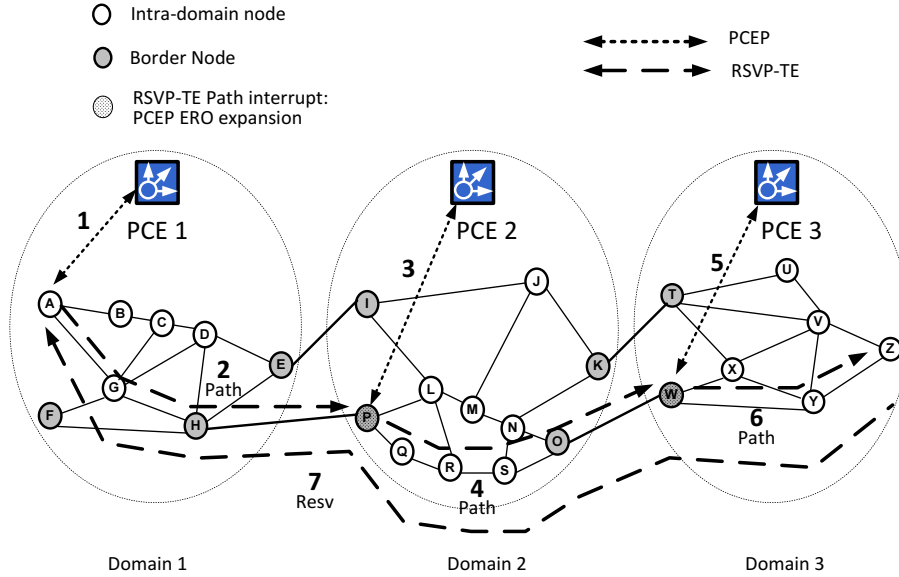 Intra-domain node
Border Node
RSVP-TE Path interrupt:
PCEP ERO expansion
PCEP
RSVP-TE
PCE 1
PCE 2
PCE 3
1
3
5
A
B
C
D
E
F
G
H
2
Path
I
J
K
L
M
N
O
P
Q
R
S
4
Path
T
U
V
W
X
Y
Z
6
Path
7
Resv
Domain 1
Domain 2
Domain 3